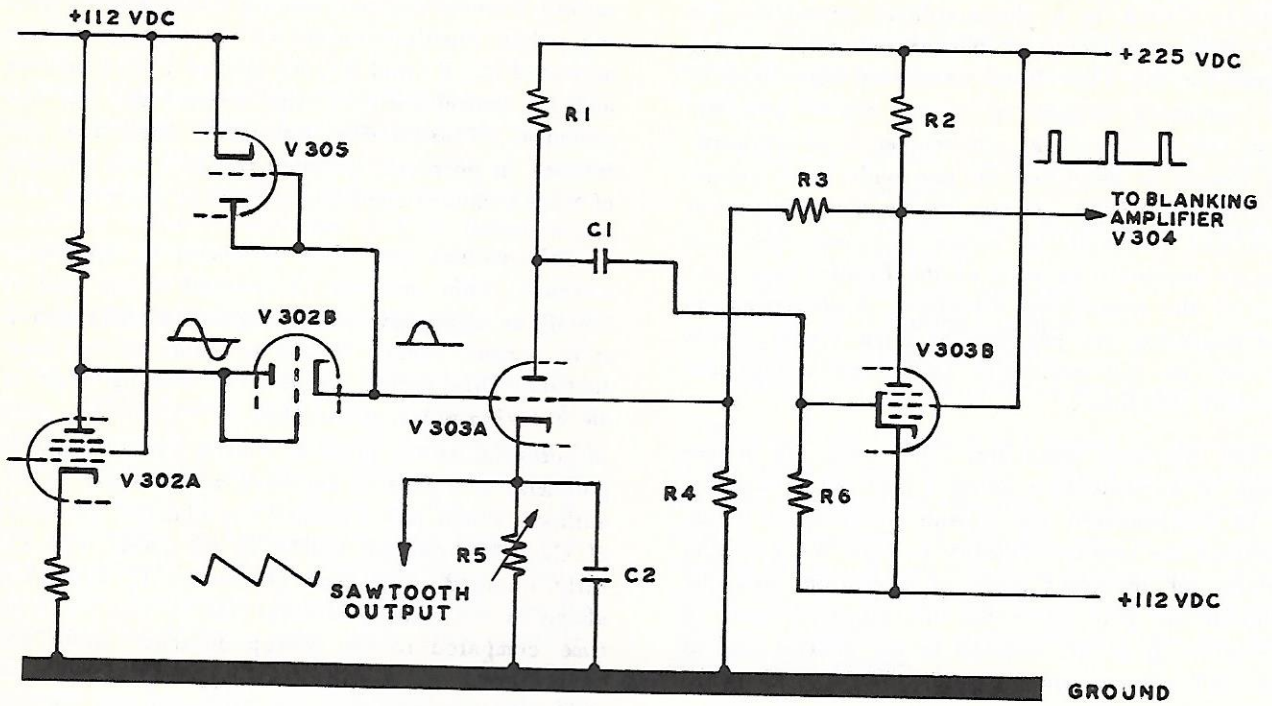 +112 VDC
V305
R1
R2
+225 VDC
R3
C1
TO BLANKING
AMPLIFIER
V304
V302B
V303B
V302A
V303A
R4
R6
R5
C2
SAWTOOTH
OUTPUT
+112 VDC
GROUND